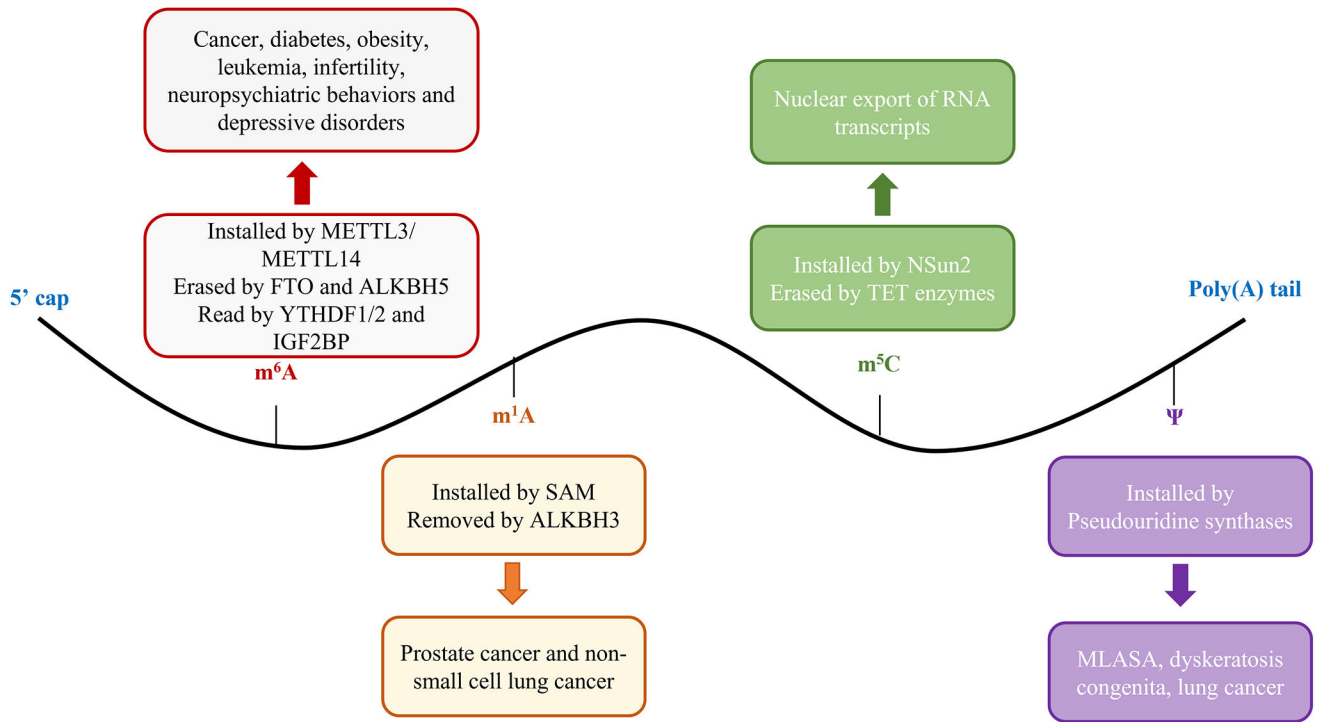 Cancer, diabetes, obesity,
leukemia, infertility,
neuropsychiatric behaviors and
depressive disorders
Nuclear export of RNA
transcripts
Installed by METTL3/
METTL14
Erased by FTO and ALKBH5
Read by YTHDF1/2 and
IGF2BP
Installed by NSun2
Erased by TET enzymes
5’ cap
Poly(A) tail
m⁶A
m¹A
m⁵C
Ψ
Installed by SAM
Removed by ALKBH3
Installed by
Pseudouridine synthases
Prostate cancer and non-
small cell lung cancer
MLASA, dyskeratosis
congenita, lung cancer